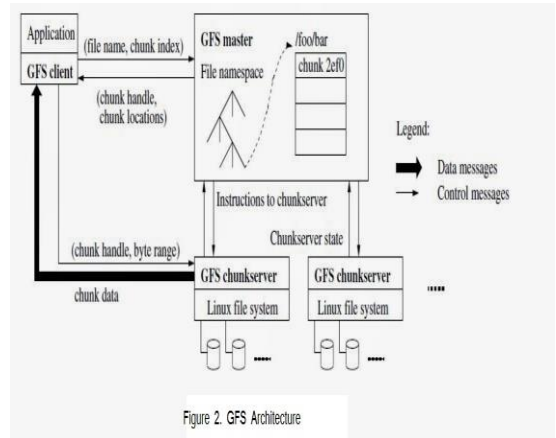 Application
GFS client
(file name, chunk index)
(chunk handle,
chunk locations)
GFS master
File namespace
/foo/bar
chunk 2ef0
Legend:
Data messages
Control messages
Instructions to chunkserver
Chunkserver state
(chunk handle, byte range)
chunk data
GFS chunkserver
Linux file system
GFS chunkserver
Linux file system
Figure 2. GFS Architecture